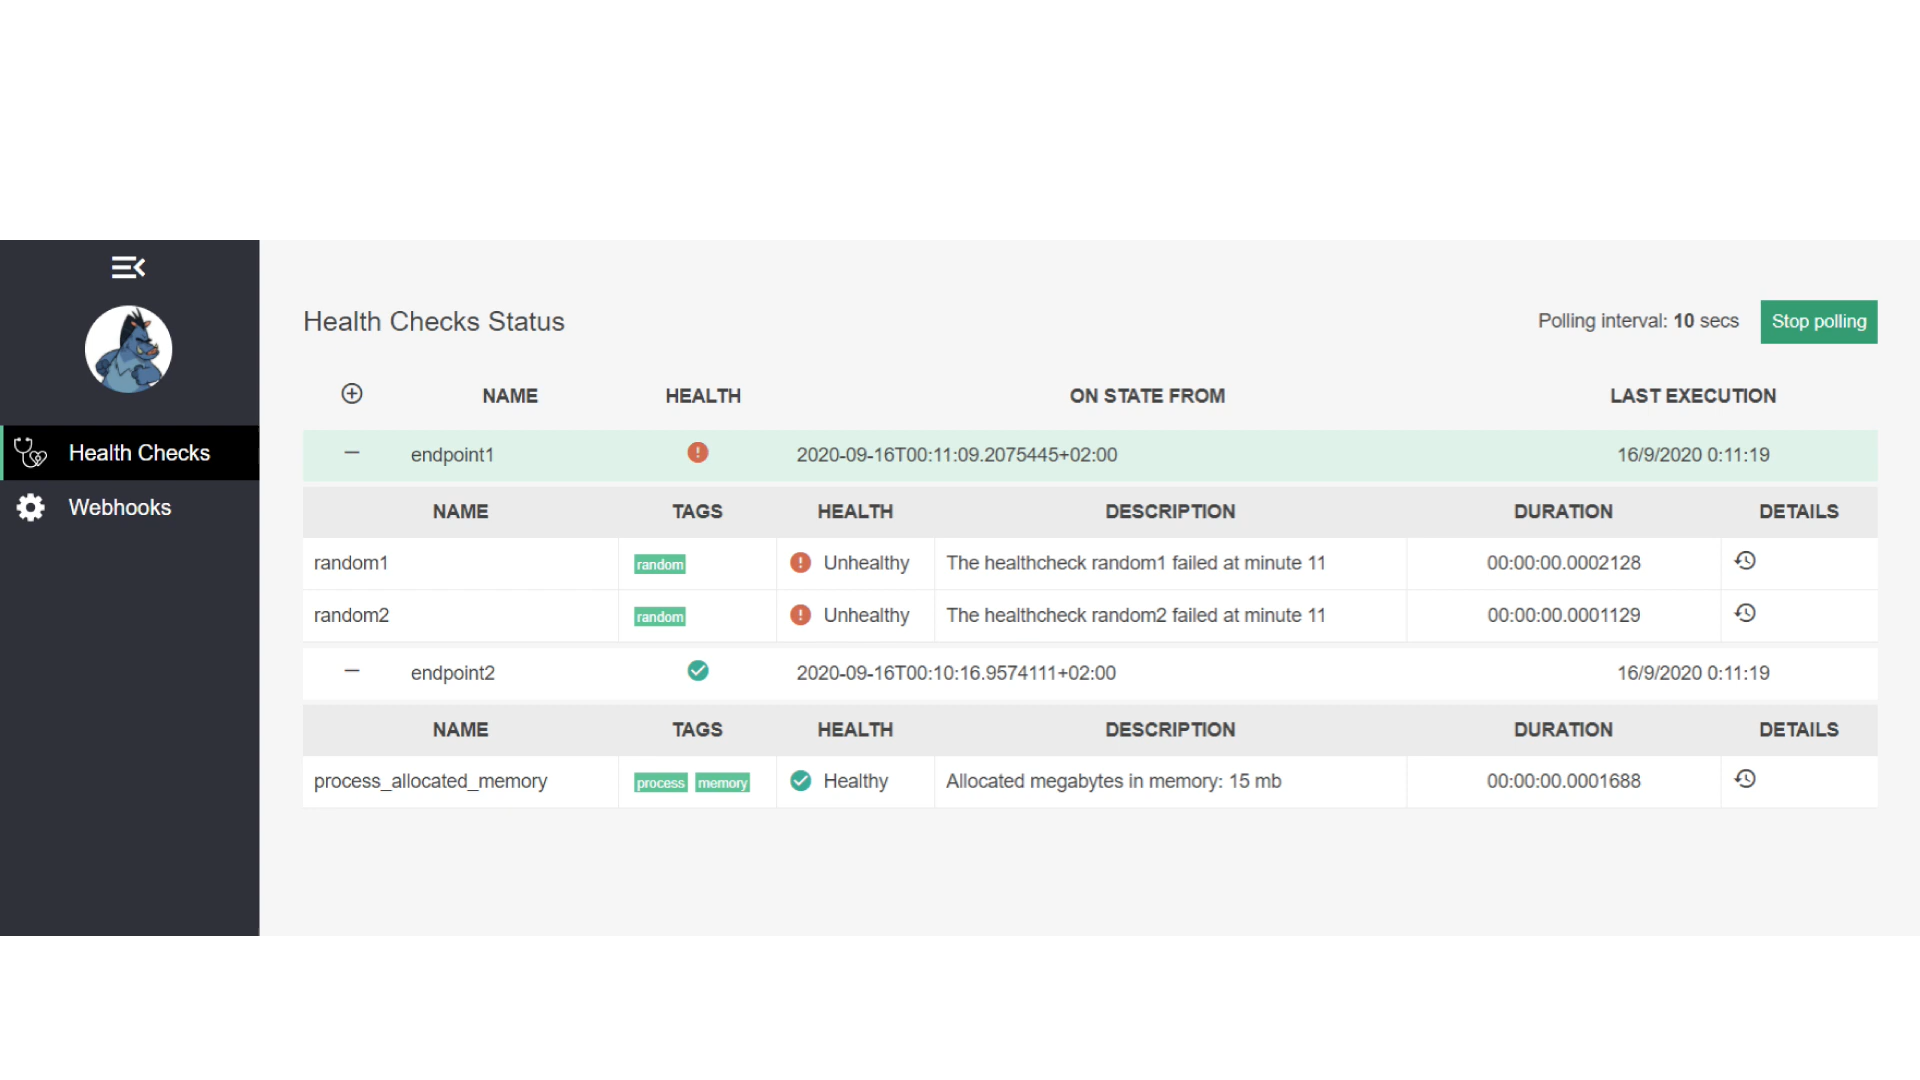 Health Checks
Webhooks
Health Checks Status
Polling interval: 10 secs Stop polling
NAME HEALTH ON STATE FROM LAST EXECUTION
endpoint1 2020-09-16T00:11:09.2075445+02:00 16/9/2020 0:11:19
NAME TAGS HEALTH DESCRIPTION DURATION DETAILS
random1 random Unhealthy The healthcheck random1 failed at minute 11 00:00:00.0002128
random2 random Unhealthy The healthcheck random2 failed at minute 11 00:00:00.0001129
endpoint2 2020-09-16T00:10:16.9574111+02:00 16/9/2020 0:11:19
NAME TAGS HEALTH DESCRIPTION DURATION DETAILS
process_allocated_memory process memory Healthy Allocated megabytes in memory: 15 mb 00:00:00.0001688